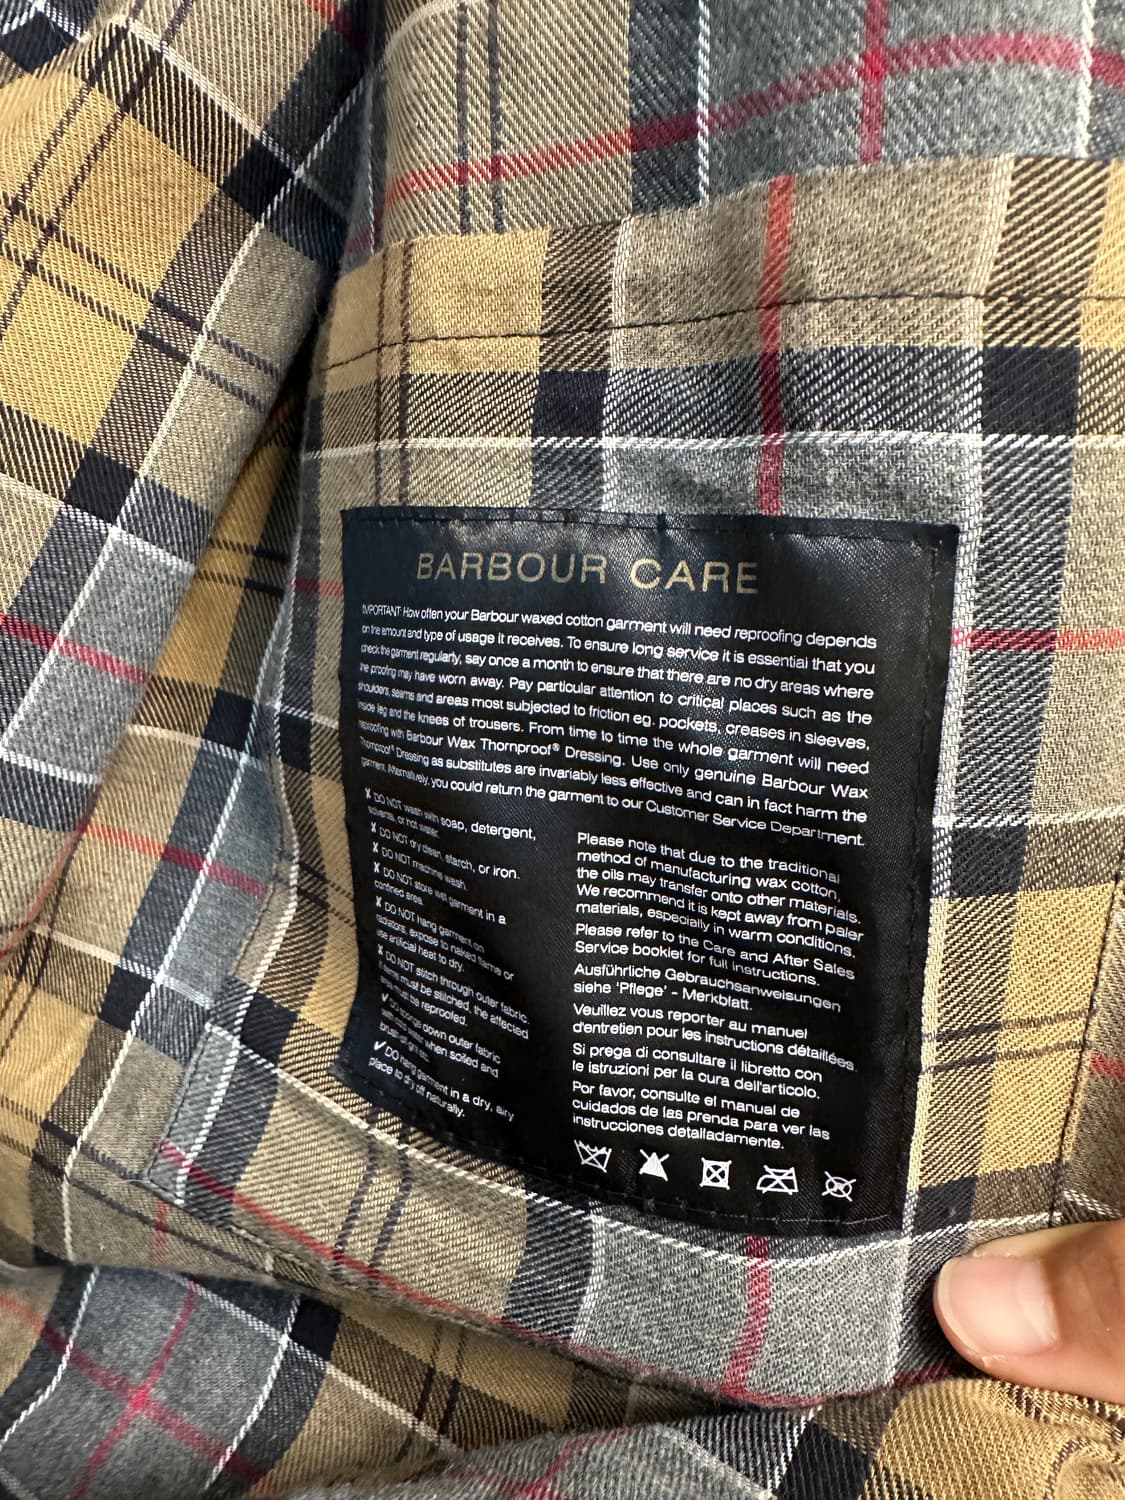 BARBOUR CARE
IMPORTANT How often your Barbour waxed cotton garment will need reproofing depends
on the amount and type of usage it receives. To ensure long service it is essential that you
check the garment regularly, say once a month to ensure that there are no dry areas where
the proofing may have worn away. Pay particular attention to critical places such as the
shoulders, seams and areas most subjected to friction eg. pockets, creases in sleeves,
inside leg and the knees of trousers. From time to time the whole garment will need
reproofing with Barbour Wax Thornproof® Dressing. Use only genuine Barbour Wax
Thornproof® Dressing as substitutes are invariably less effective and can in fact harm the
garment. Alternatively, you could return the garment to our Customer Service Department.
✗ DO NOT wash with soap, detergent,
solvents, or hot water.
✗ DO NOT dry clean, starch, or iron.
✗ DO NOT machine wash.
✗ DO NOT store wet garment in a
confined area.
✗ DO NOT hang garment on
radiators, expose to naked flame or
use artificial heat to dry.
✗ DO NOT stitch through outer fabric.
If seams must be stitched, the affected
area must be reproofed.
✓ DO sponge down outer fabric
with cold water when soiled and
brush off grit etc.
✓ DO hang garment in a dry, airy
place to dry off naturally.
Please note that due to the traditional
method of manufacturing wax cotton,
the oils may transfer onto other materials.
We recommend it is kept away from paler
materials, especially in warm conditions.
Please refer to the Care and After Sales
Service booklet for full instructions.
Ausführliche Gebrauchsanweisungen
siehe 'Pflege' - Merkblatt.
Veuillez vous reporter au manuel
d'entretien pour les instructions détaillées.
Si prega di consultare il libretto con
le istruzioni per la cura dell'articolo.
Por favor, consulte el manual de
cuidados de las prenda para ver las
instrucciones detalladamente.